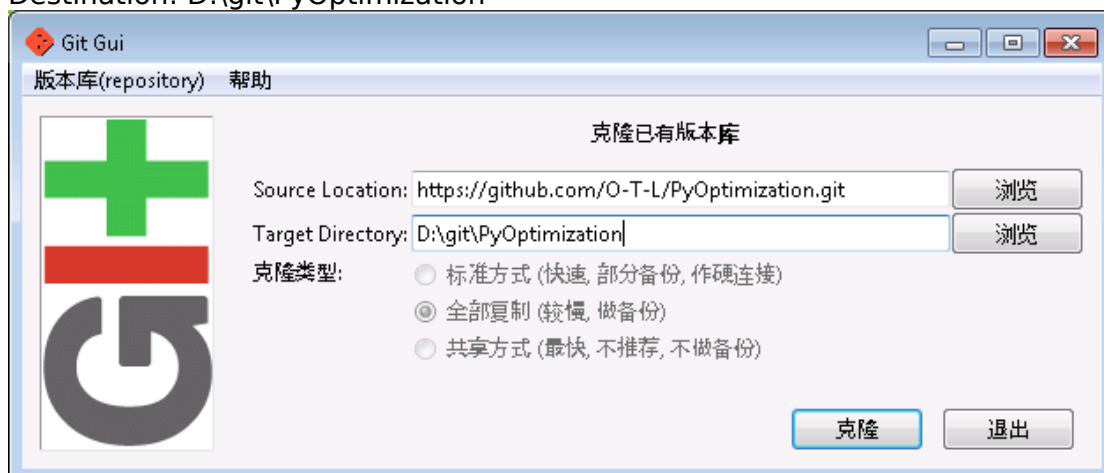 Destination: D:\git\PyOptimization
Git Gui
版本库(repository) 帮助
克隆已有版本库
Source Location: https://github.com/O-T-L/PyOptimization.git 浏览
Target Directory: D:\git\PyOptimization 浏览
克隆类型: 标准方式 (快速, 部分备份, 作硬连接)
全部复制 (较慢, 做备份)
共享方式 (最快, 不推荐, 不做备份)
克隆 退出
GIT